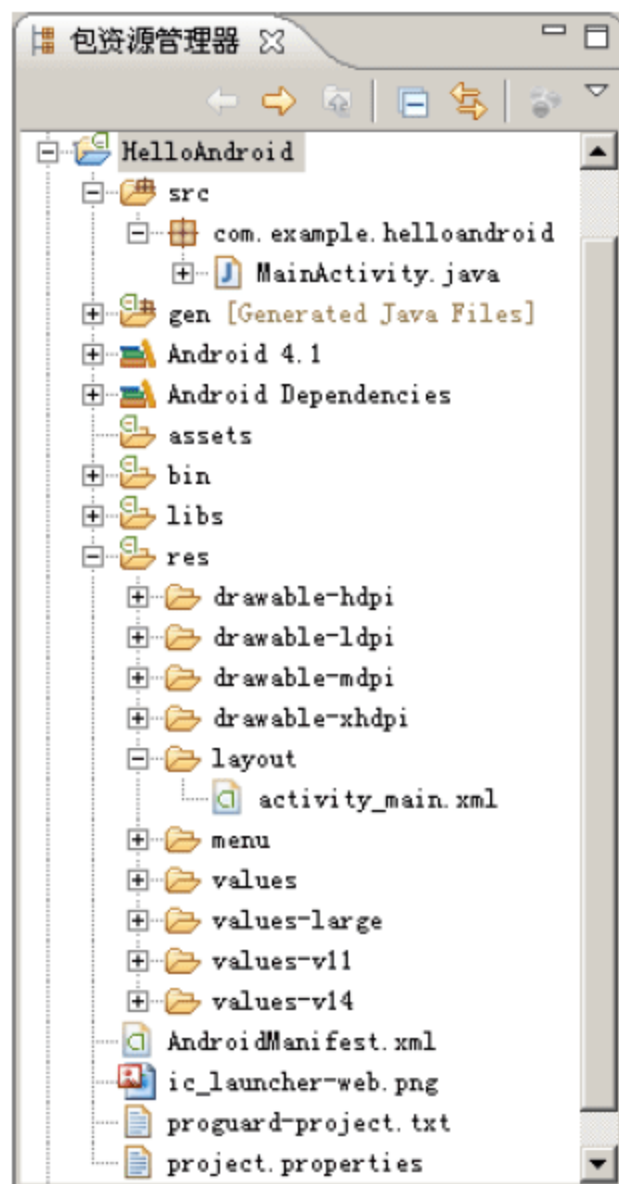 包资源管理器
HelloAndroid
src
com.example.helloandroid
MainActivity.java
gen [Generated Java Files]
Android 4.1
Android Dependencies
assets
bin
libs
res
drawable-hdpi
drawable-ldpi
drawable-mdpi
drawable-xhdpi
layout
activity_main.xml
menu
values
values-large
values-v11
values-v14
AndroidManifest.xml
ic_launcher-web.png
proguard-project.txt
project.properties